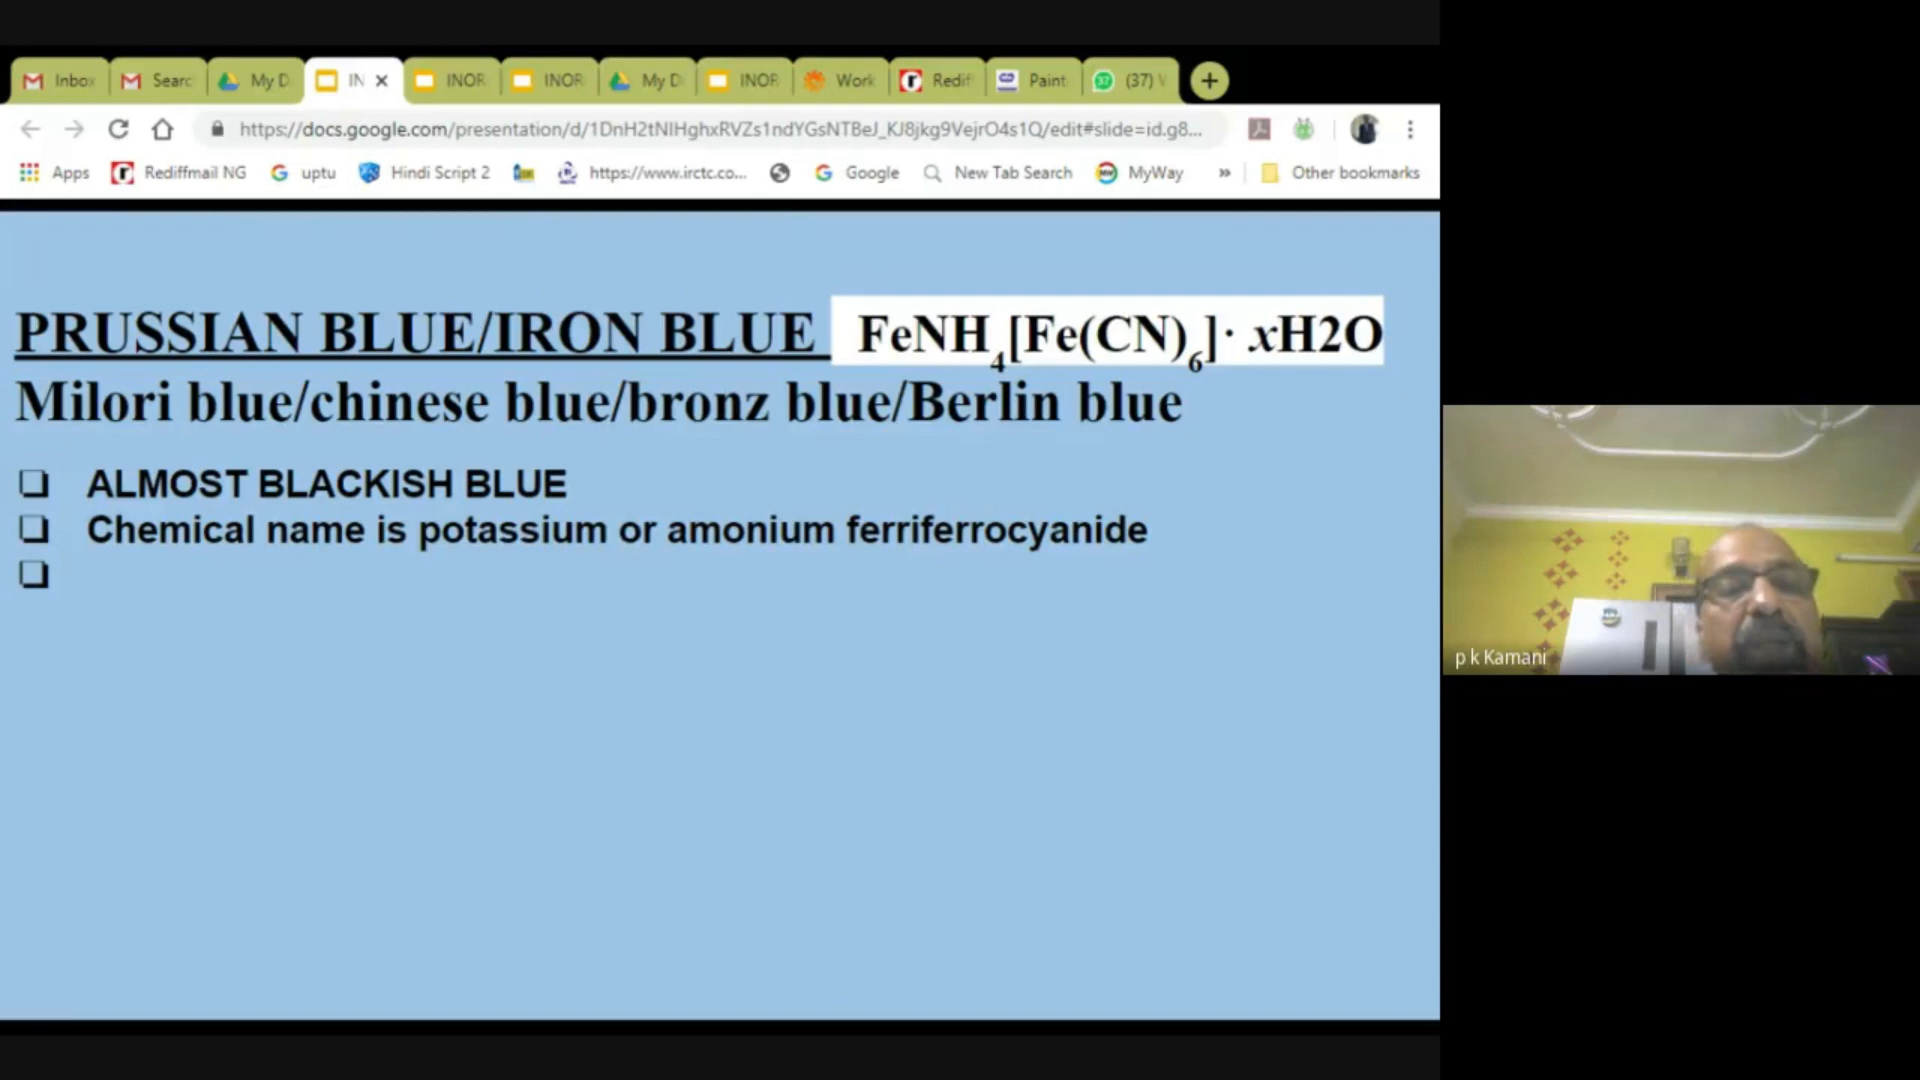 Inbox
Searc
My D
IN
INOR
INOR
My D
INOR
Work
Redif
Paint
(37) V
https://docs.google.com/presentation/d/1DnH2tNIHghxRVZs1ndYGsNTBeJ_KJ8jkg9VejrO4s1Q/edit#slide=id.g8...
Apps Rediffmail NG uptu Hindi Script 2 https://www.irctc.co... Google New Tab Search MyWay » Other bookmarks
PRUSSIAN BLUE/IRON BLUE FeNH4[Fe(CN)6]· xH2O
Milori blue/chinese blue/bronz blue/Berlin blue
❑ ALMOST BLACKISH BLUE
❑ Chemical name is potassium or amonium ferriferrocyanide
❑
p k Kamani